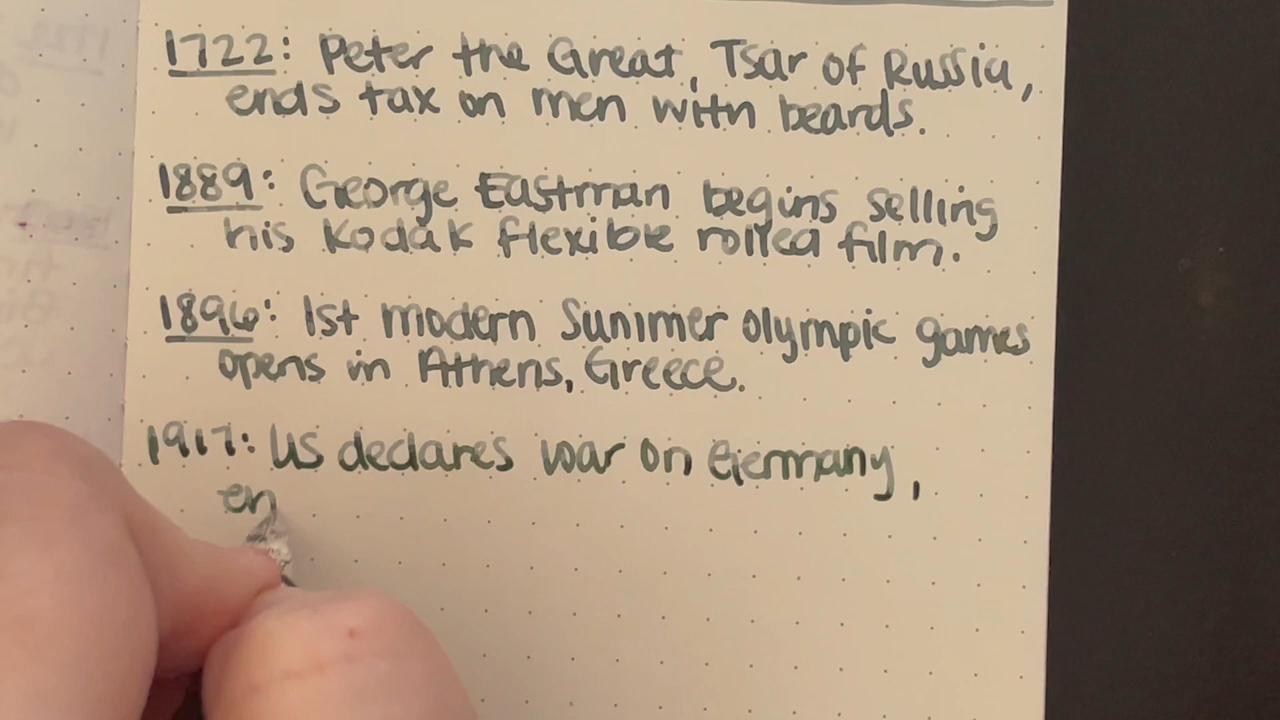 1722: Peter the Great, Tsar of Russia,
ends tax on men with beards.
1889: George Eastman begins selling
his Kodak flexible rolled film.
1896: 1st modern Summer Olympic games
opens in Athens, Greece.
1917: US declares war on Germany,
en